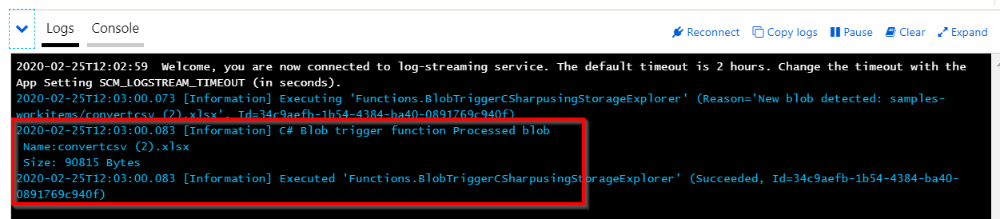 Logs Console Reconnect Copy logs Pause Clear Expand
2020-02-25T12:02:59 Welcome, you are now connected to log-streaming service. The default timeout is 2 hours. Change the timeout with the
App Setting SCM_LOGSTREAM_TIMEOUT (in seconds).
2020-02-25T12:03:00.073 [Information] Executing 'Functions.BlobTriggerCSharpusingStorageExplorer' (Reason='New blob detected: samples-
workitems/convertcsv (2).xlsx', Id=34c9aefb-1b54-4384-ba40-0891769c940f)
2020-02-25T12:03:00.083 [Information] C# Blob trigger function Processed blob
Name:convertcsv (2).xlsx
Size: 90815 Bytes
2020-02-25T12:03:00.083 [Information] Executed 'Functions.BlobTriggerCSharpusingStorageExplorer' (Succeeded, Id=34c9aefb-1b54-4384-ba40-
0891769c940f)